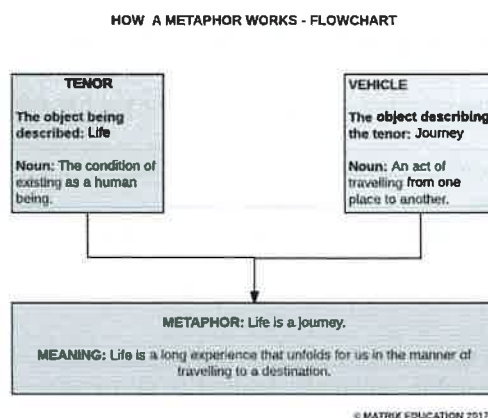 HOW A METAPHOR WORKS - FLOWCHART
TENOR
The object being
described: Life
Noun: The condition of
existing as a human
being.
VEHICLE
The object describing
the tenor: Journey
Noun: An act of
travelling from one
place to another.
METAPHOR: Life is a journey.
MEANING: Life is a long experience that unfolds for us in the manner of
travelling to a destination.
© MATRIX EDUCATION 2017